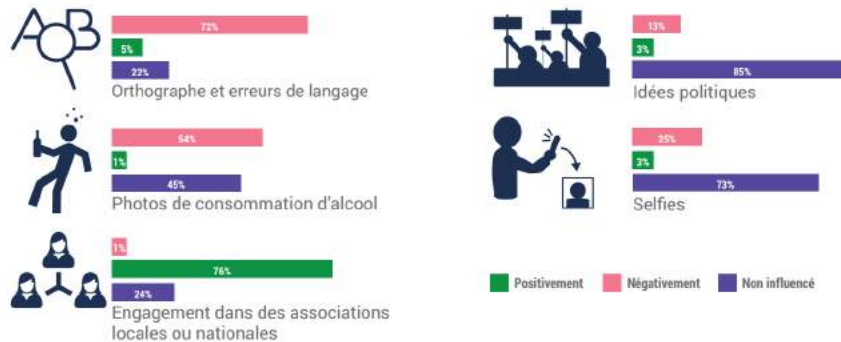 AOB
72%
5%
22%
Orthographe et erreurs de langage
54%
1%
45%
Photos de consommation d'alcool
1%
76%
24%
Engagement dans des associations
locales ou nationales
13%
3%
85%
Idées politiques
25%
3%
73%
Selfies
Positivement
Négativement
Non influencé